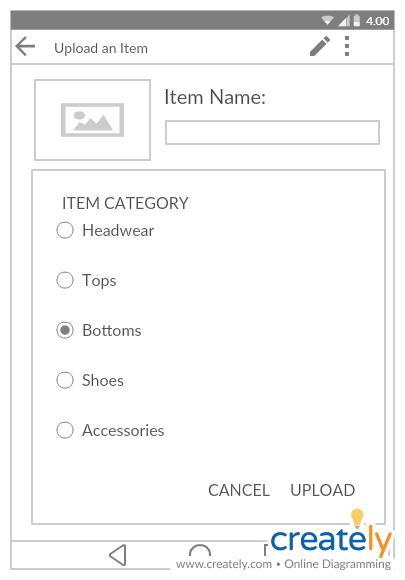 4.00
Upload an Item
Item Name:
ITEM CATEGORY
Headwear
Tops
Bottoms
Shoes
Accessories
CANCEL UPLOAD
creately
www.creately.com • Online Diagramming